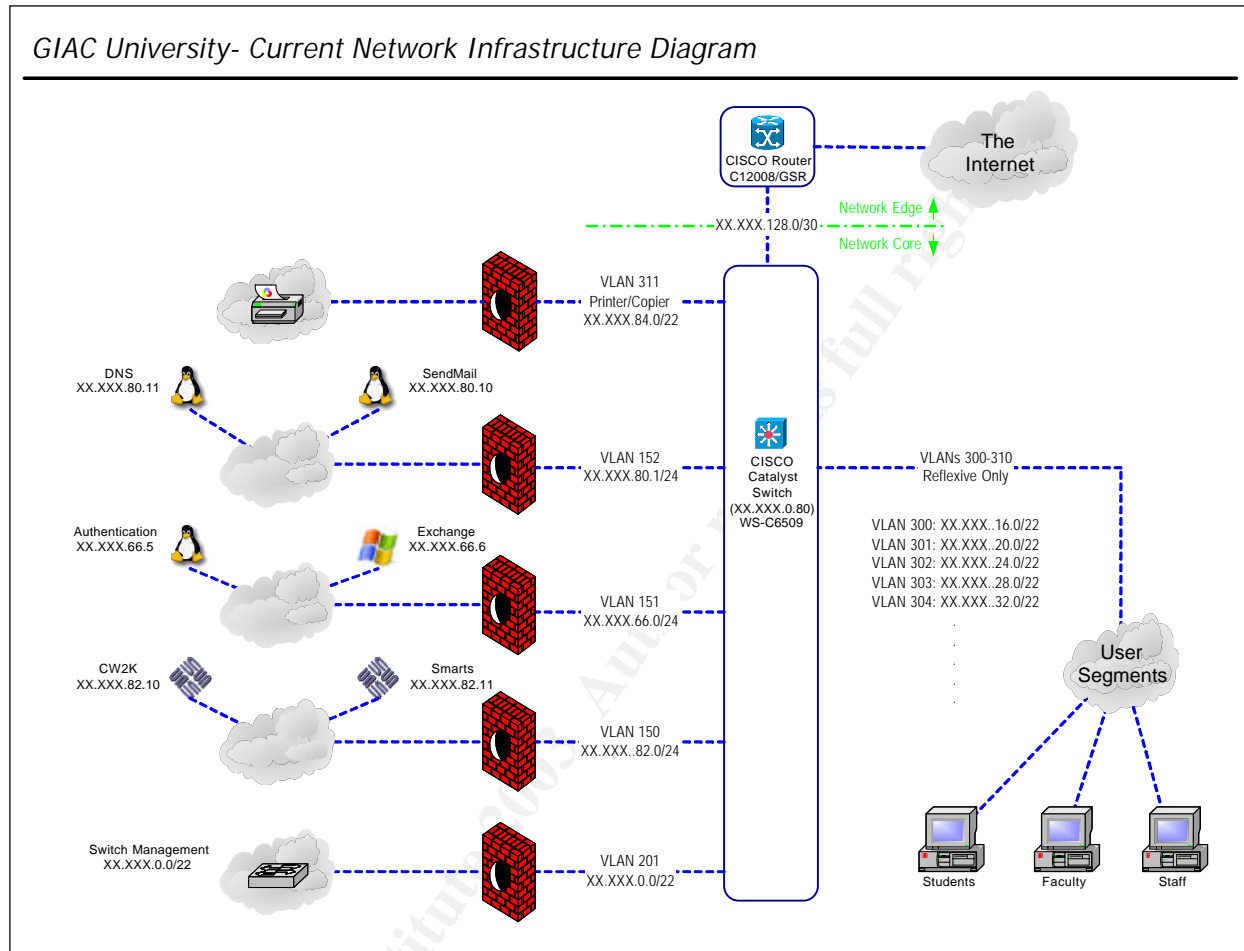 GIAC University- Current Network Infrastructure Diagram
CISCO Router
C12008/GSR
The
Internet
Network Edge
XX.XXX.128.0/30
Network Core
VLAN 311
Printer/Copier
XX.XXX.84.0/22
DNS
XX.XXX.80.11
SendMail
XX.XXX.80.10
VLAN 152
XX.XXX.80.1/24
CISCO
Catalyst
Switch
(XX.XXX.0.80)
WS-C6509
VLANs 300-310
Reflexive Only
VLAN 300: XX.XXX..16.0/22
VLAN 301: XX.XXX..20.0/22
VLAN 302: XX.XXX..24.0/22
VLAN 303: XX.XXX..28.0/22
VLAN 304: XX.XXX..32.0/22
.
.
.
.
.
Authentication
XX.XXX.66.5
Exchange
XX.XXX.66.6
VLAN 151
XX.XXX.66.0/24
User
Segments
CW2K
XX.XXX.82.10
Smarts
XX.XXX.82.11
VLAN 150
XX.XXX..82.0/24
Switch Management
XX.XXX.0.0/22
VLAN 201
XX.XXX.0.0/22
Students
Faculty
Staff
2003
full